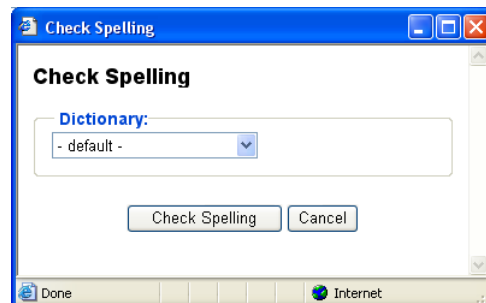 Check Spelling
Check Spelling
Dictionary:
- default -
Check Spelling Cancel
Done Internet